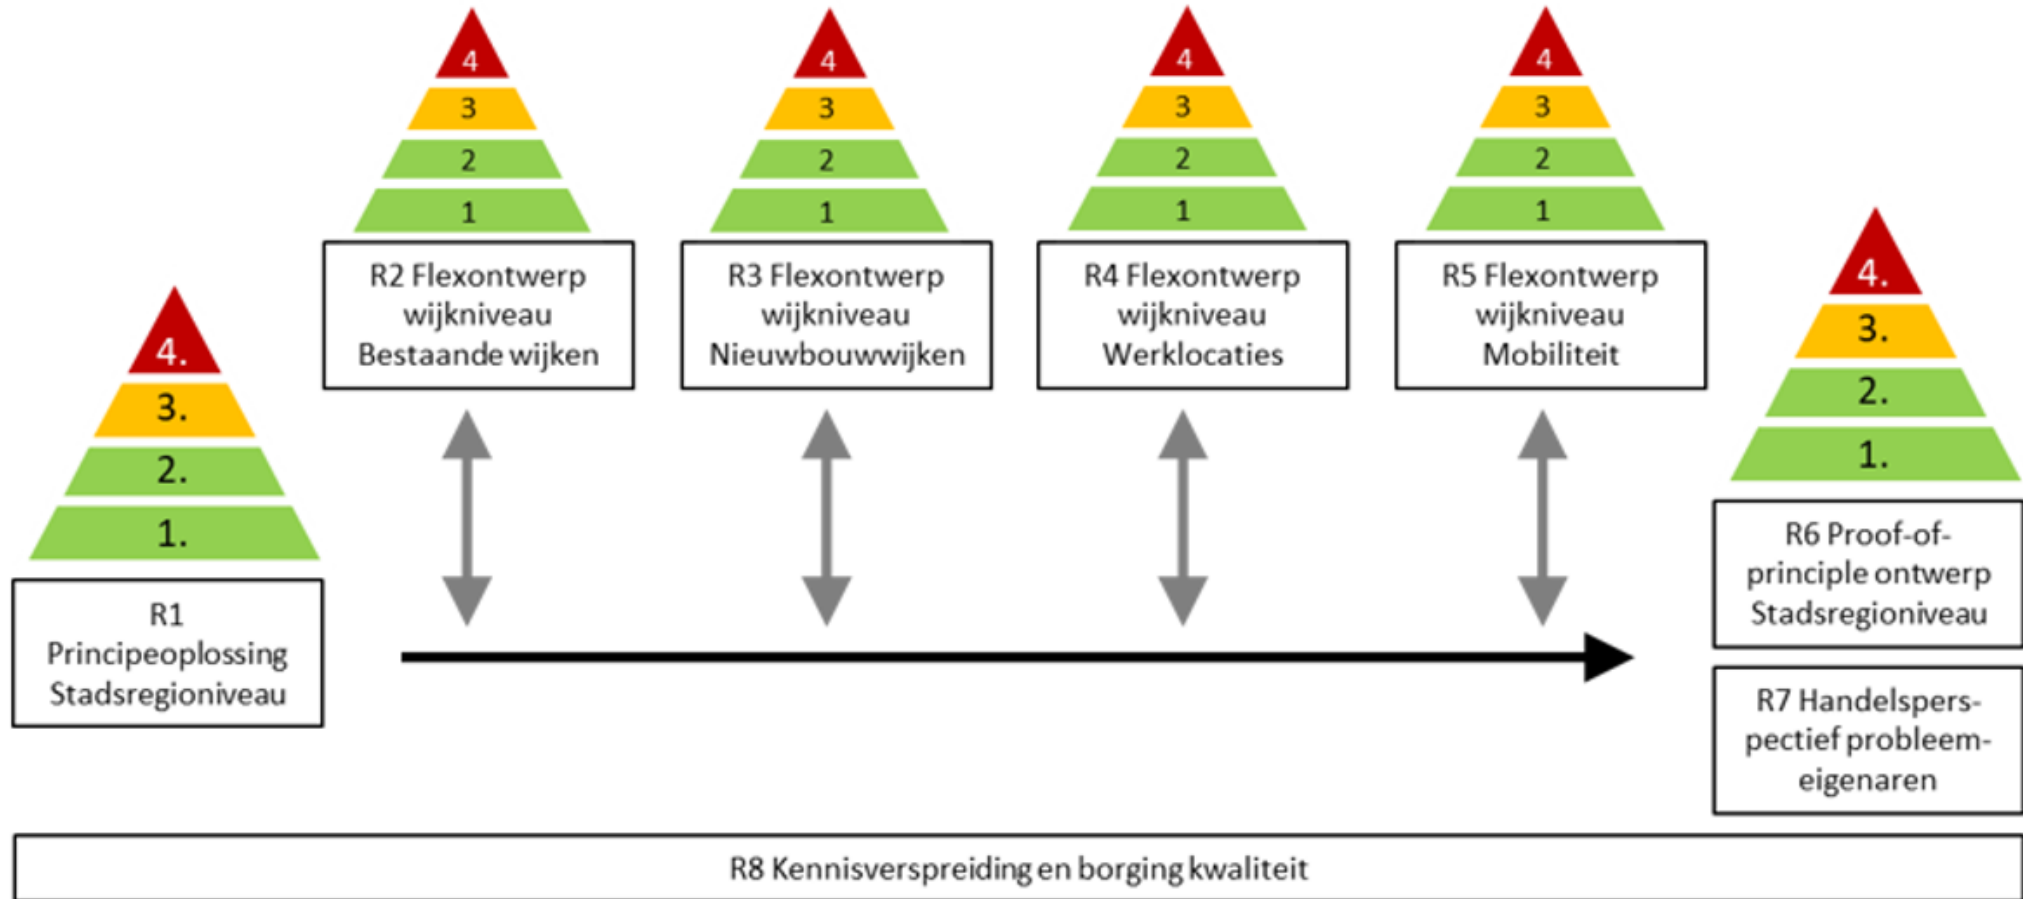 4.
3.
2.
1.
R1
Principeoplossing
Stadsregioniveau
4
3
2
1
R2 Flexontwerp
wijkniveau
Bestaande wijken
4
3
2
1
R3 Flexontwerp
wijkniveau
Nieuwbouwwijken
4
3
2
1
R4 Flexontwerp
wijkniveau
Werklocaties
4
3
2
1
R5 Flexontwerp
wijkniveau
Mobiliteit
4.
3.
2.
1.
R6 Proof-of-
principle ontwerp
Stadsregioniveau
R7 Handelspers-
pectief probleem-
eigenaren
R8 Kennisverspreiding en borging kwaliteit